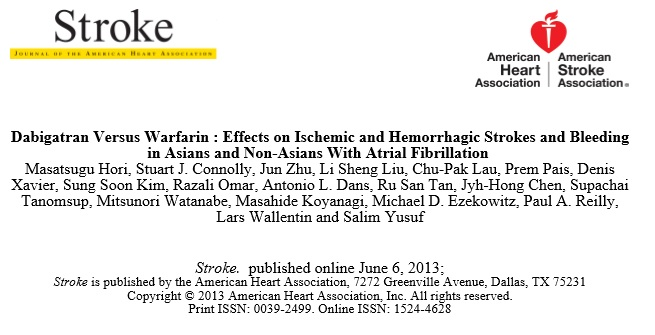 Stroke
JOURNAL OF THE AMERICAN HEART ASSOCIATION
American Heart Association
American Stroke Association®
Dabigatran Versus Warfarin : Effects on Ischemic and Hemorrhagic Strokes and Bleeding
in Asians and Non-Asians With Atrial Fibrillation
Masatsugu Hori, Stuart J. Connolly, Jun Zhu, Li Sheng Liu, Chu-Pak Lau, Prem Pais, Denis
Xavier, Sung Soon Kim, Razali Omar, Antonio L. Dans, Ru San Tan, Jyh-Hong Chen, Supachai
Tanomsup, Mitsunori Watanabe, Masahide Koyanagi, Michael D. Ezekowitz, Paul A. Reilly,
Lars Wallentin and Salim Yusuf
Stroke. published online June 6, 2013;
Stroke is published by the American Heart Association, 7272 Greenville Avenue, Dallas, TX 75231
Copyright © 2013 American Heart Association, Inc. All rights reserved.
Print ISSN: 0039-2499. Online ISSN: 1524-4628